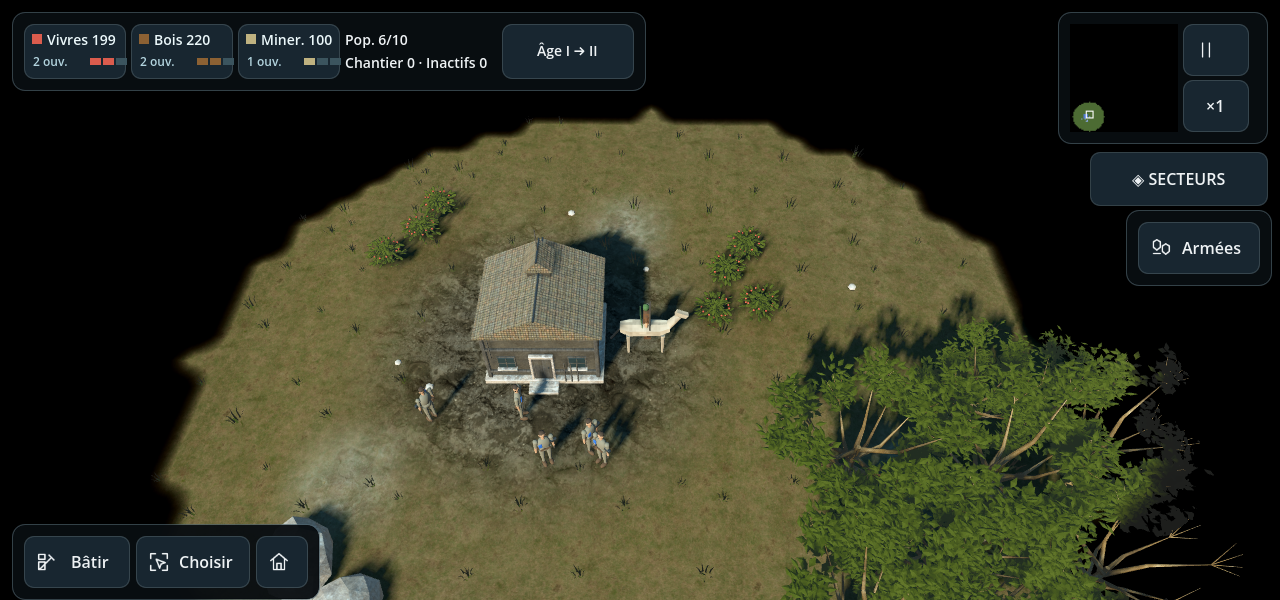 Vivres 199
2 ouv.
Bois 220
2 ouv.
Miner. 100
1 ouv.
Pop. 6/10
Chantier 0 · Inactifs 0
Âge I → II
||
×1
◈ SECTEURS
Armées
Bâtir
Choisir